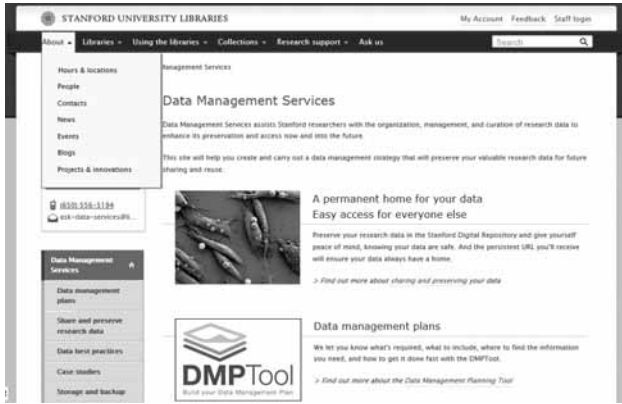 STANFORD UNIVERSITY LIBRARIES
My Account Feedback Staff login
About Libraries Using the libraries Collections Research support Ask us
Search
Hours & locations
People
Contacts
News
Events
Blogs
Projects & innovations
Management Services
Data Management Services
Data Management Services assists Stanford researchers with the organization, management, and curation of research data to
enhance its preservation and access now and into the future.
This site will help you create and carry out a data management strategy that will preserve your valuable research data for future
sharing and reuse.
(650) 556-5194
ask-data-services@li...
Data Management
Services
Data management
plans
Share and preserve
research data
Data best practices
Case studies
Storage and backup
A permanent home for your data
Easy access for everyone else
Preserve your research data in the Stanford Digital Repository and give yourself
peace of mind, knowing your data are safe. And the persistent URL you'll receive
will ensure your data always have a home.
> Find out more about sharing and preserving your data
DMPTool
Build your Data Management Plan
Data management plans
We let you know what's required, what to include, where to find the information
you need, and how to get it done fast with the DMPTool.
> Find out more about the Data Management Planning Tool